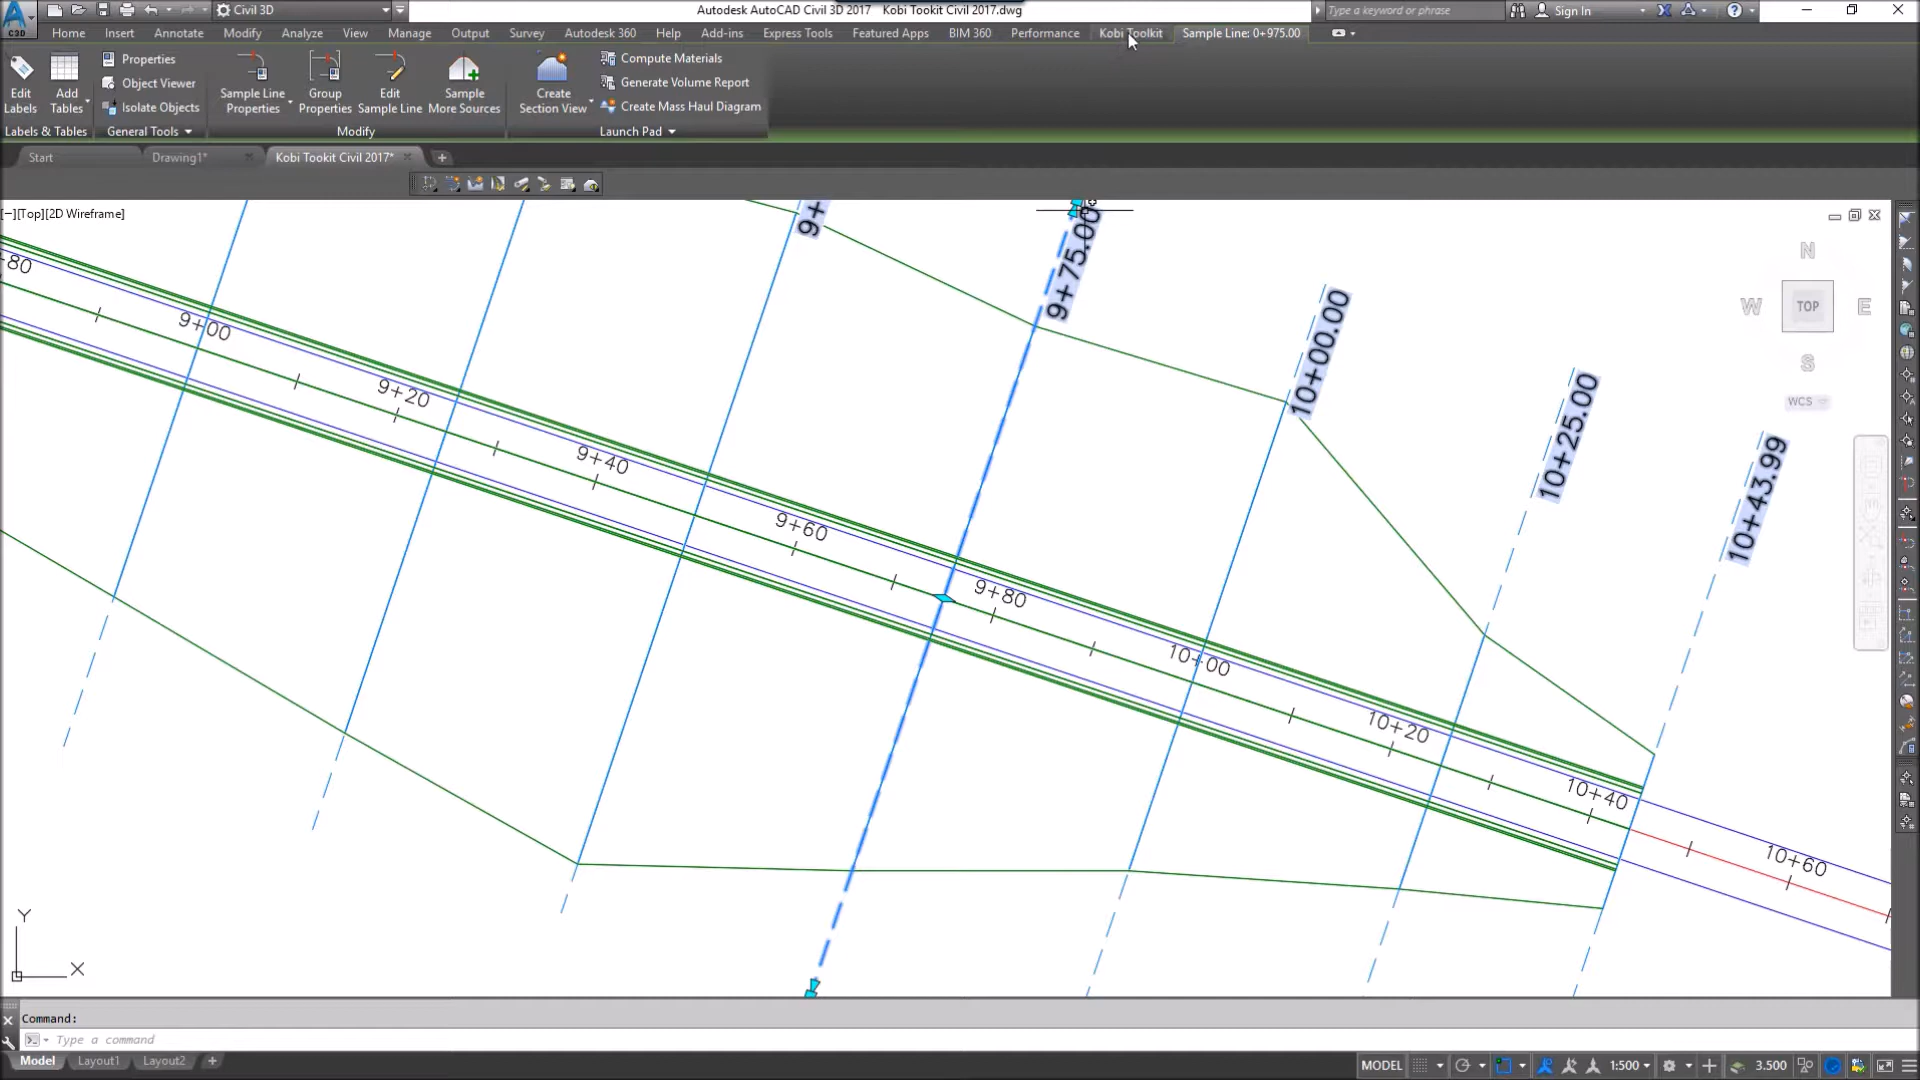 Civil 3D
Autodesk AutoCAD Civil 3D 2017 Kobi Tookit Civil 2017.dwg
Type a keyword or phrase
Sign In
C3D
Home Insert Annotate Modify Analyze View Manage Output Survey Autodesk 360 Help Add-ins Express Tools Featured Apps BIM 360 Performance Kobi Toolkit Sample Line: 0+975.00
Edit Labels
Add Tables
Properties
Object Viewer
Isolate Objects
Sample Line Properties
Group Properties
Edit Sample Line
Sample More Sources
Create Section View
Compute Materials
Generate Volume Report
Create Mass Haul Diagram
Labels & Tables General Tools Modify Launch Pad
Start Drawing1* Kobi Tookit Civil 2017*
[−][Top][2D Wireframe]
N
W TOP E
S
WCS
9+
9+75.00
10+00.00
10+25.00
10+43.99
80
9+00
9+20
9+40
9+60
9+80
10+00
10+20
10+40
10+60
Y
X
Command:
Type a command
Model Layout1 Layout2
MODEL 1:500 3.500